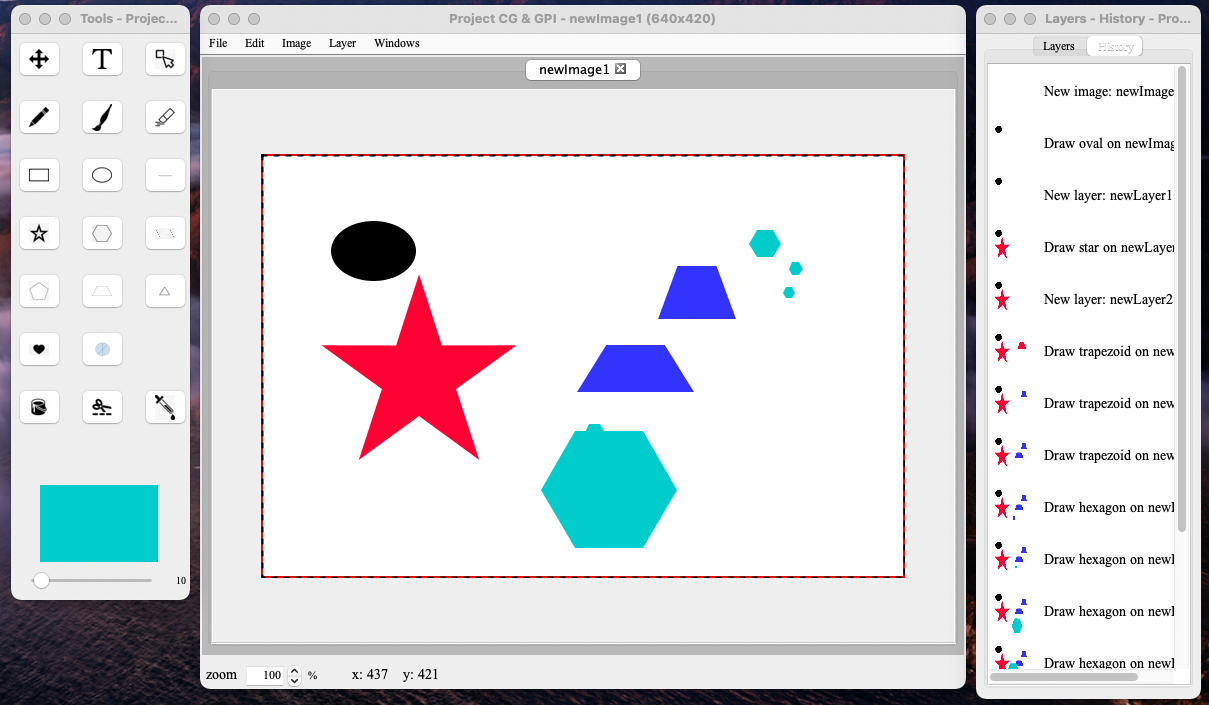 Tools - Projec...
T
10
Project CG & GPI - newImage1 (640x420)
File Edit Image Layer Windows
newImage1
zoom 100 % x: 437 y: 421
Layers - History - Pro...
Layers History
New image: newImage
Draw oval on newImag
New layer: newLayer1
Draw star on newLayer
New layer: newLayer2
Draw trapezoid on new
Draw trapezoid on new
Draw trapezoid on new
Draw hexagon on newl
Draw hexagon on newl
Draw hexagon on newl
Draw hexagon on newl